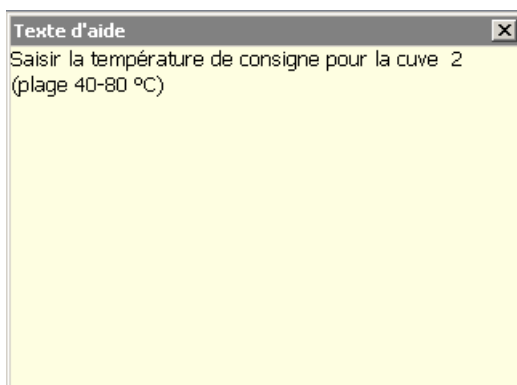 Texte d'aide
Saisir la température de consigne pour la cuve  2
(plage 40-80 °C)